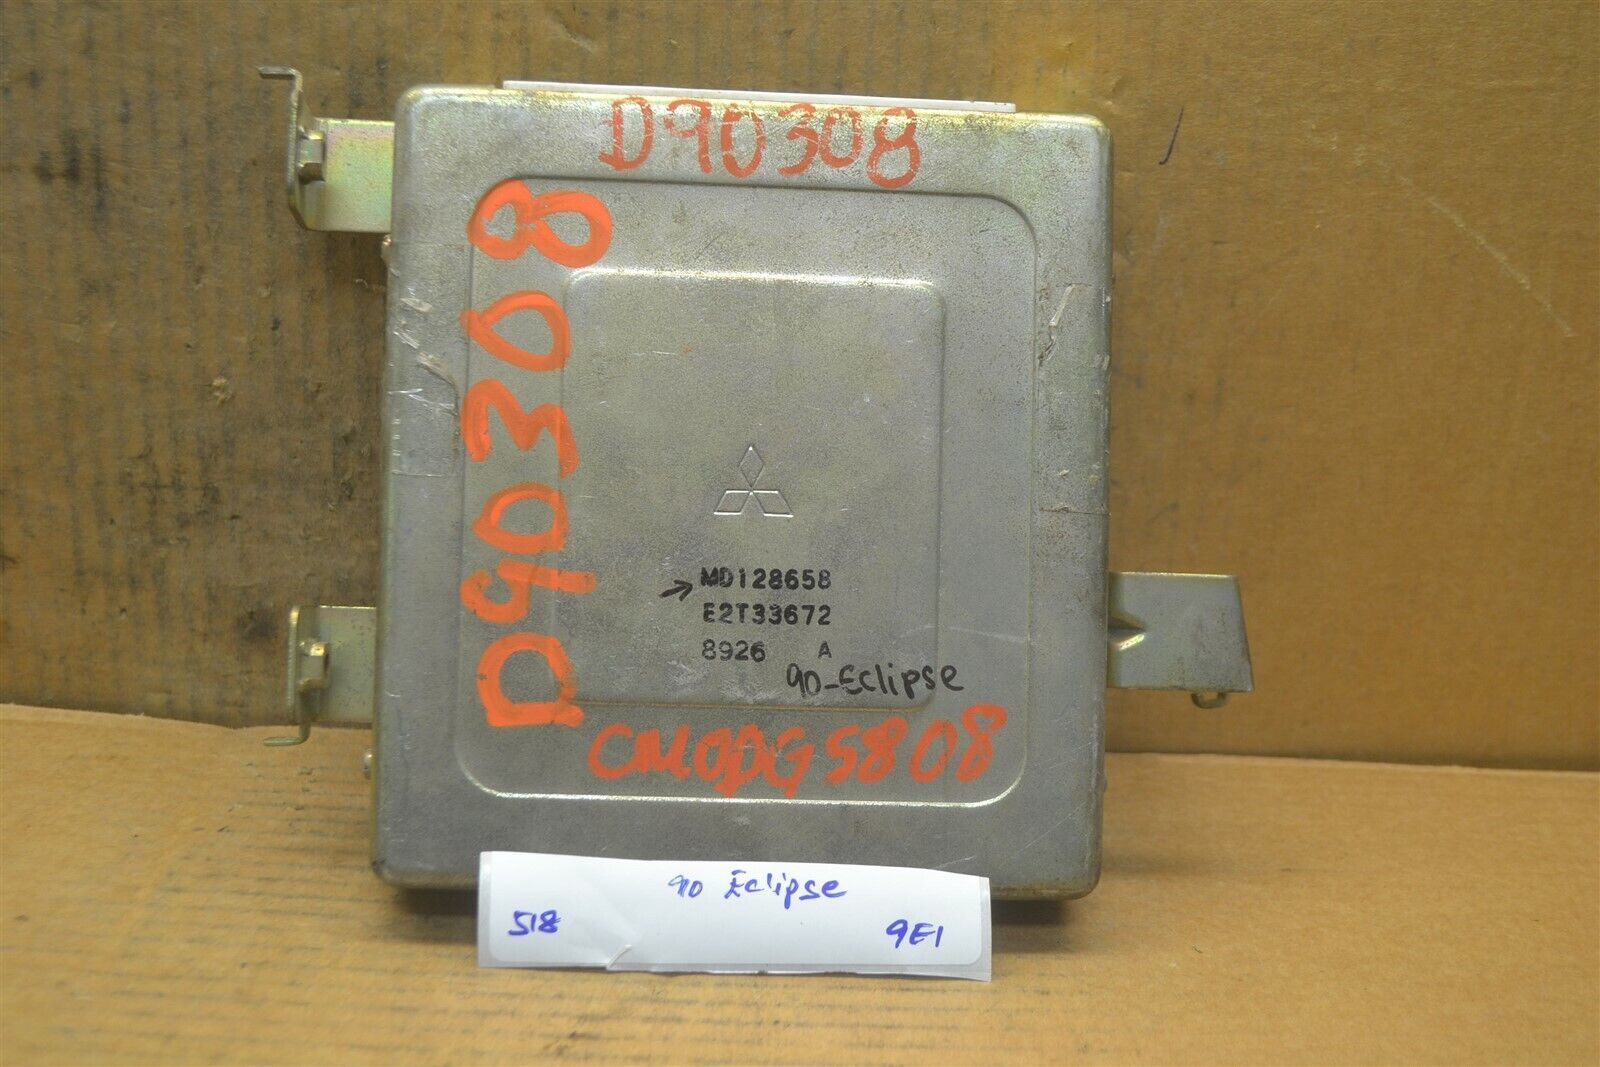 D90308
D90308
MD128658
E2T33672
8926 A
90-Eclipse
CMODG5808
90 Eclipse
518
9E1